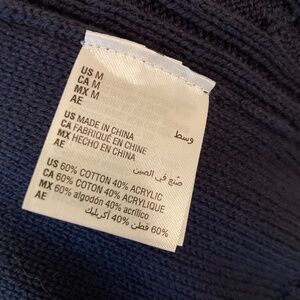 US M
CA M
MX M
AE وسط
US MADE IN CHINA
CA FABRIQUÉ EN CHINE
MX HECHO EN CHINA
AE صنع في الصين
US 60% COTTON 40% ACRYLIC
CA 60% COTON 40% ACRYLIQUE
MX 60% algodón 40% acrílico
AE 60% قطن 40% أكريليك